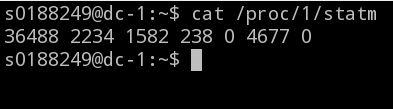 s0188249@dc-1:~$ cat /proc/1/statm
36488 2234 1582 238 0 4677 0
s0188249@dc-1:~$